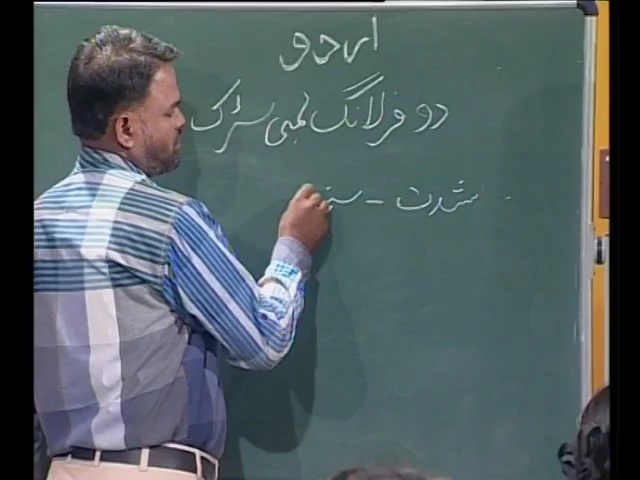 اردو
دو فرلانگ لمبی سڑک
شدت -